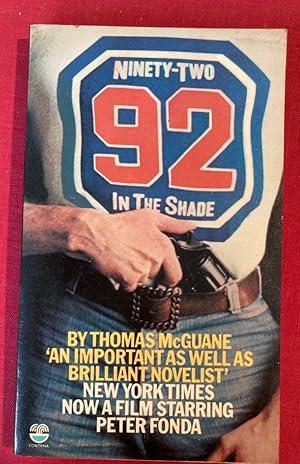 NINETY-TWO
92
IN THE SHADE
BY THOMAS McGUANE
'AN IMPORTANT AS WELL AS
BRILLIANT NOVELIST'
NEW YORK TIMES
NOW A FILM STARRING
PETER FONDA
FONTANA